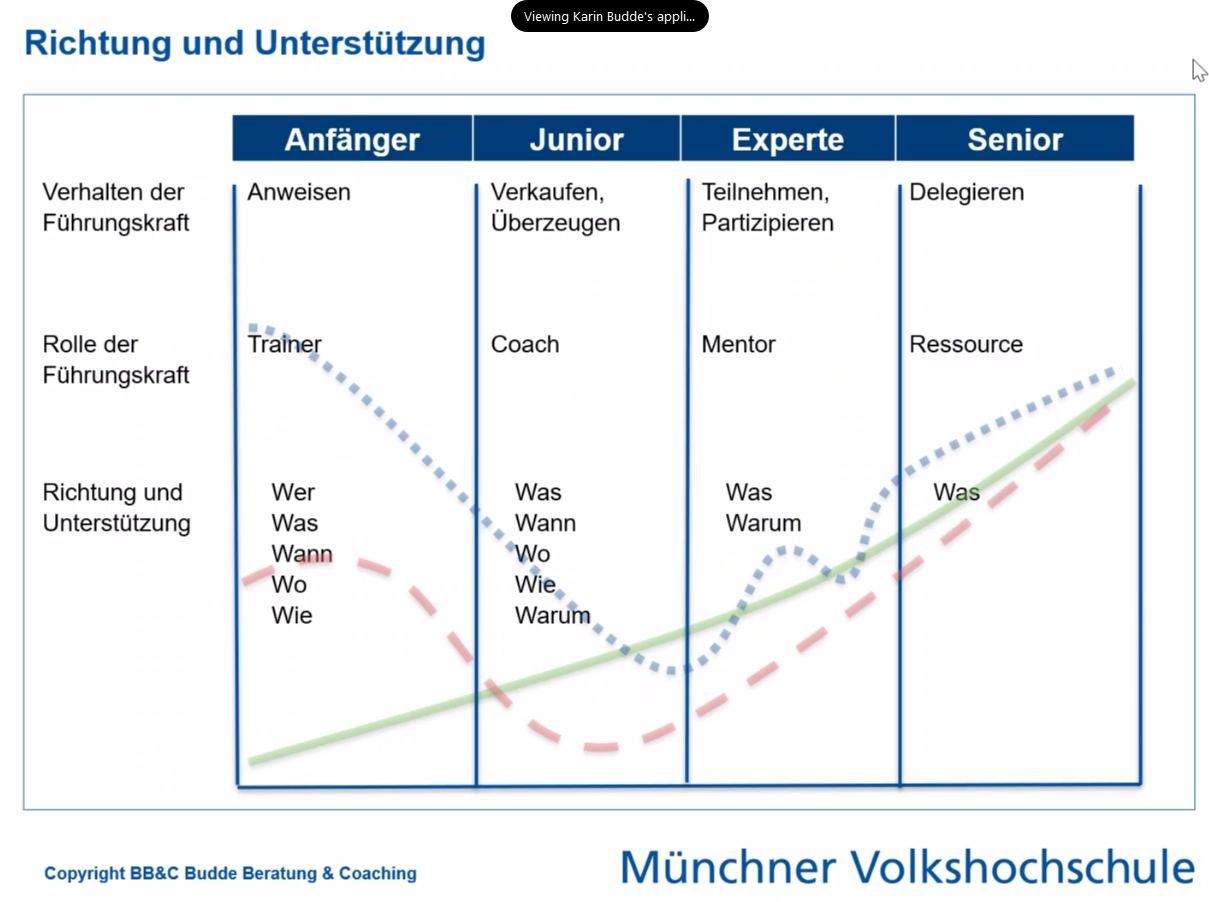 Viewing Karin Budde's appli...
Richtung und Unterstützung
Anfänger Junior Experte Senior
Verhalten der Anweisen Verkaufen, Teilnehmen, Delegieren
Führungskraft Überzeugen Partizipieren
Rolle der Trainer Coach Mentor Ressource
Führungskraft
Richtung und Wer Was Was Was
Unterstützung Was Wann Warum
Wann Wo
Wo Wie
Wie Warum
Copyright BB&C Budde Beratung & Coaching
Münchner Volkshochschule